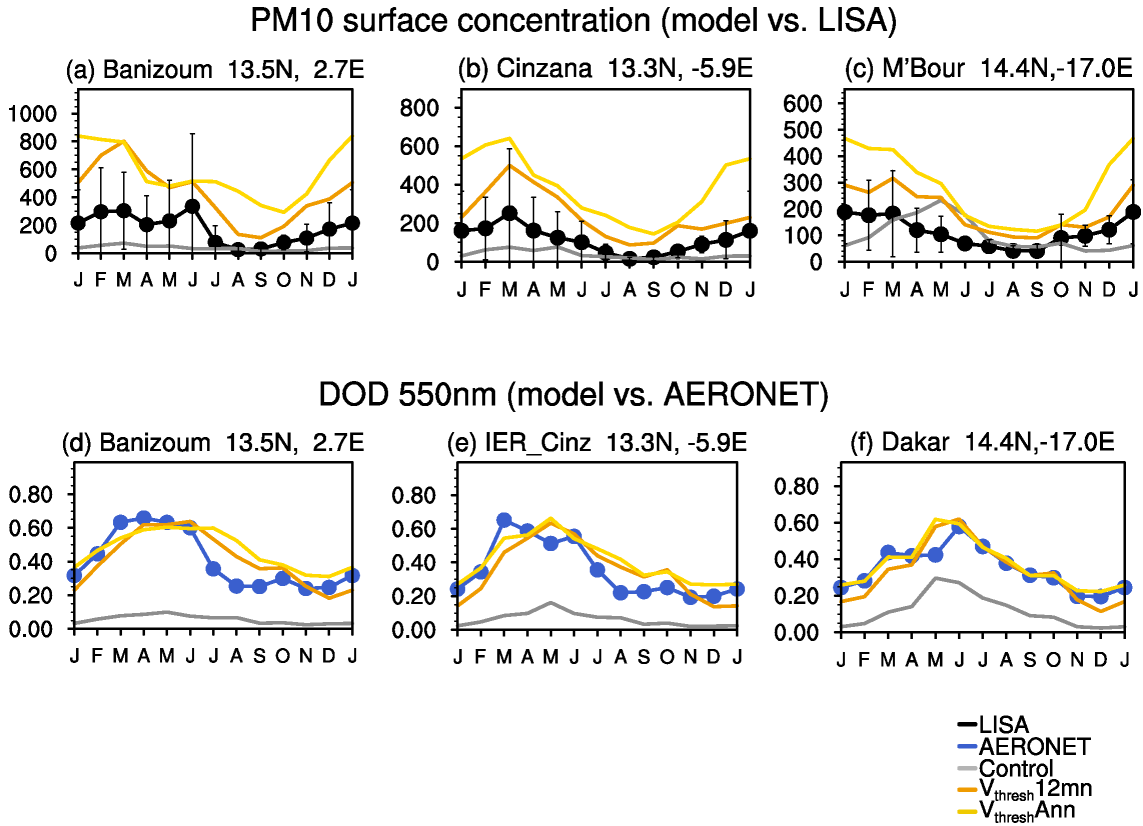 PM10 surface concentration (model vs. LISA)
(a) Banizoum 13.5N, 2.7E
(b) Cinzana 13.3N, -5.9E
(c) M'Bour 14.4N,-17.0E
1000
800
600
400
200
0
J F M A M J J A S O N D J
800
600
400
200
0
J F M A M J J A S O N D J
600
500
400
300
200
100
0
J F M A M J J A S O N D J
DOD 550nm (model vs. AERONET)
(d) Banizoum 13.5N, 2.7E
(e) IER_Cinz 13.3N, -5.9E
(f) Dakar 14.4N,-17.0E
0.80
0.60
0.40
0.20
0.00
J F M A M J J A S O N D J
0.80
0.60
0.40
0.20
0.00
J F M A M J J A S O N D J
0.80
0.60
0.40
0.20
0.00
J F M A M J J A S O N D J
LISA
AERONET
Control
Vthresh12mn
VthreshAnn